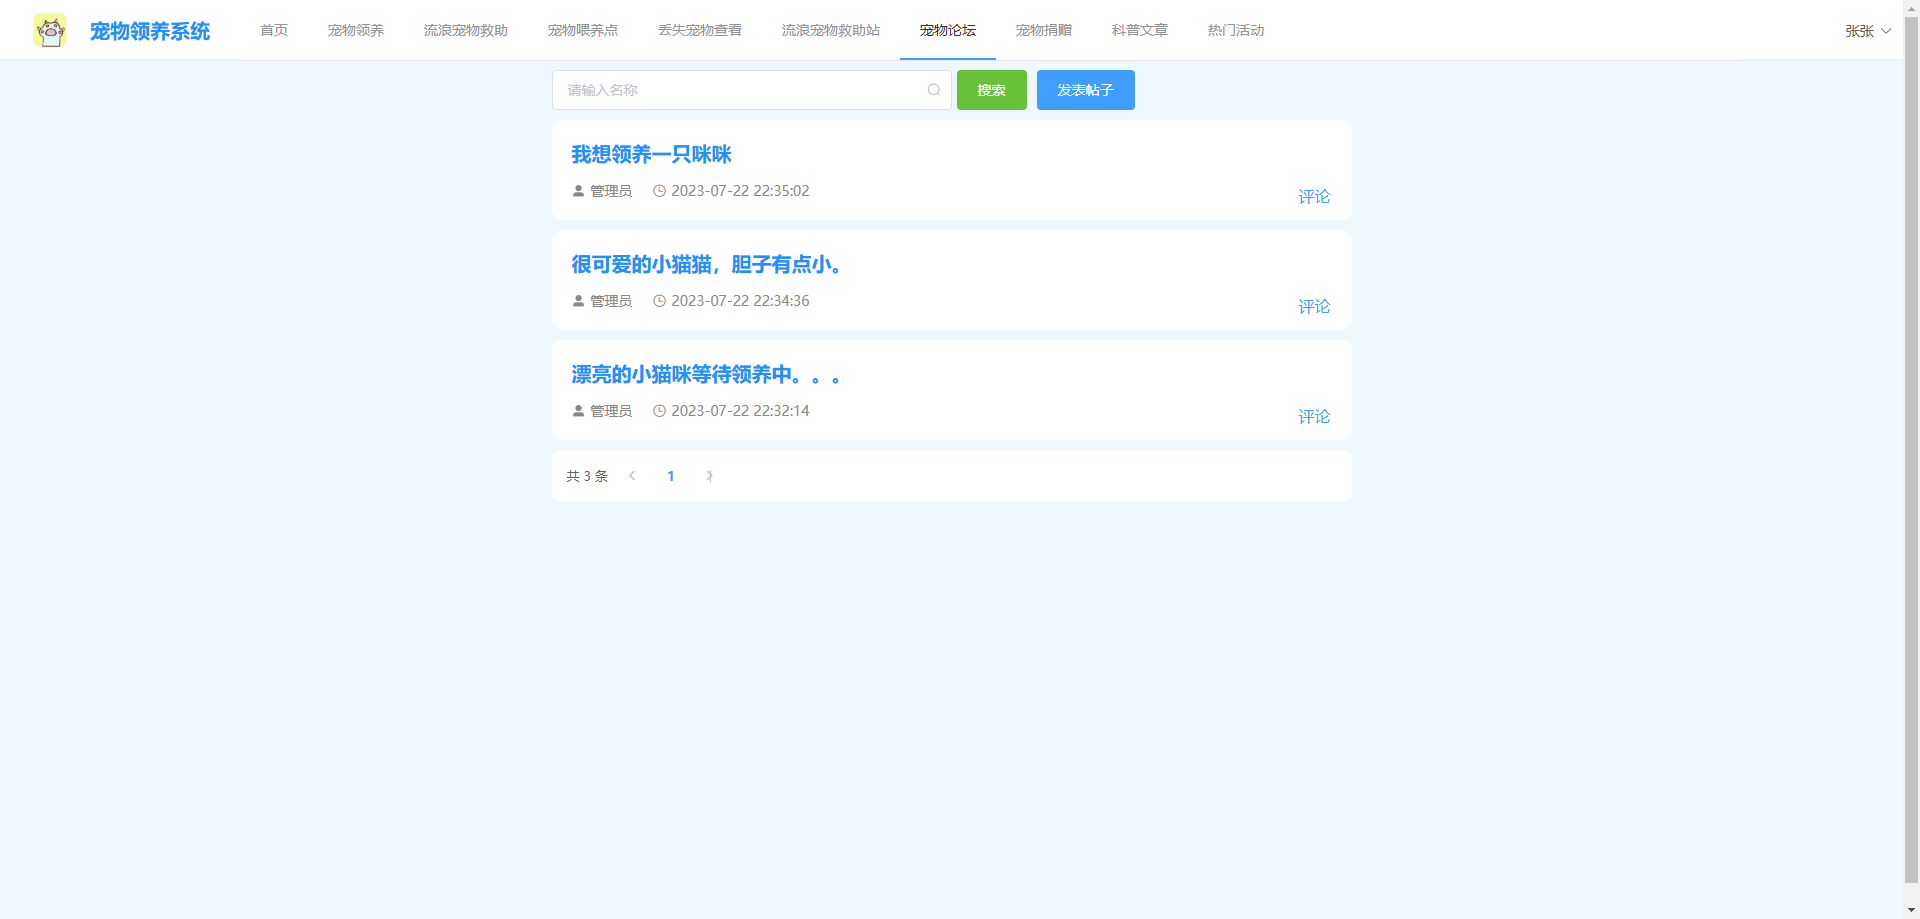 宠物领养系统 首页 宠物领养 流浪宠物救助 宠物喂养点 丢失宠物查看 流浪宠物救助站 宠物论坛 宠物捐赠 科普文章 热门活动 张张
请输入名称 搜索 发表帖子
我想领养一只咪咪
管理员 2023-07-22 22:35:02 评论
很可爱的小猫猫，胆子有点小。
管理员 2023-07-22 22:34:36 评论
漂亮的小猫咪等待领养中。。。
管理员 2023-07-22 22:32:14 评论
共 3 条 1